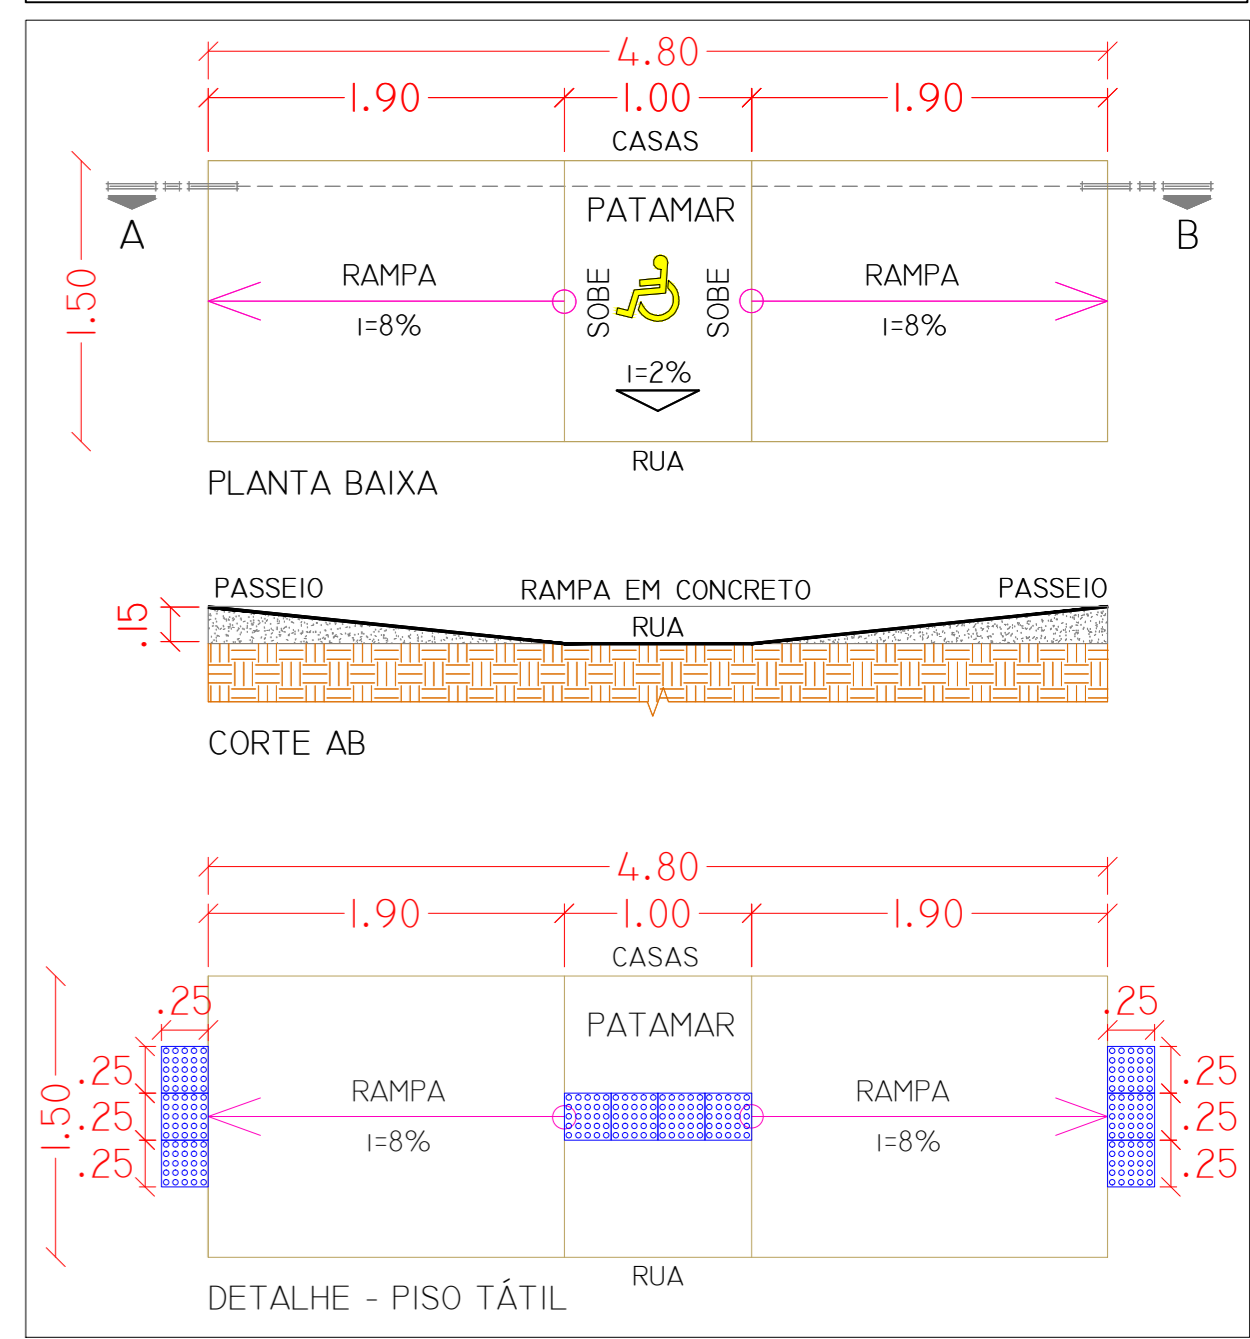 4.80
1.90 1.00 1.90
CASAS
PATAMAR
A B
RAMPA RAMPA
SOBE SOBE
1.50
i=8% i=8%
i=2%
RUA
PLANTA BAIXA
PASSEIO RAMPA EM CONCRETO PASSEIO
.15
RUA
CORTE AB
4.80
1.90 1.00 1.90
CASAS
.25 .25
PATAMAR
.25 .25
RAMPA RAMPA
1.50
.25 .25
i=8% i=8%
.25 .25
RUA
DETALHE - PISO TÁTIL